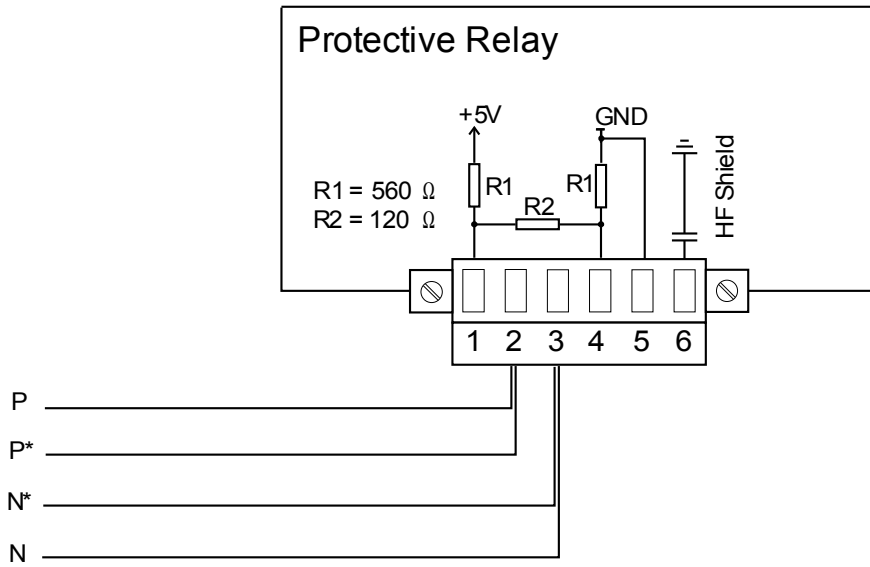 Protective Relay
+5V
GND
R1 = 560 Ω
R2 = 120 Ω
R1
R2
R1
HF Shield
1 2 3 4 5 6
P
P*
N*
N